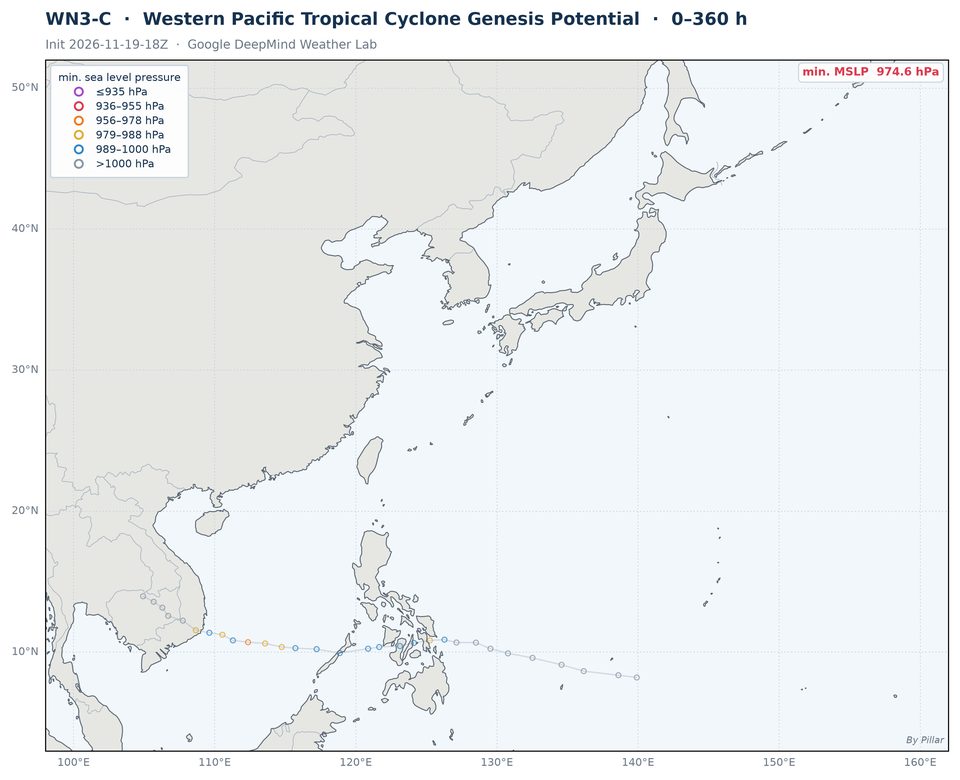 WN3-C · Western Pacific Tropical Cyclone Genesis Potential · 0–360 h
Init 2026-11-19-18Z · Google DeepMind Weather Lab
min. sea level pressure
≤935 hPa
936–955 hPa
956–978 hPa
979–988 hPa
989–1000 hPa
>1000 hPa
min. MSLP 974.6 hPa
50°N
40°N
30°N
20°N
10°N
By Pillar
100°E 110°E 120°E 130°E 140°E 150°E 160°E